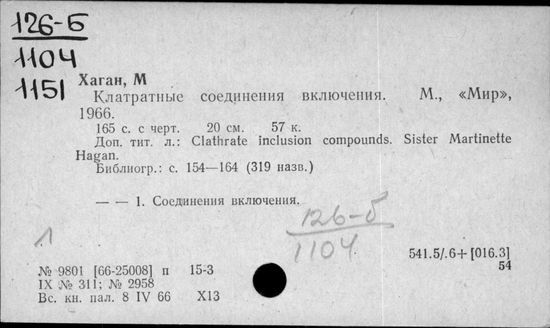 126-Б
1104
1151
Хаган, М
Клатратные соединения включения. М., «Мир»,
1966.
165 с. с черт. 20 см. 57 к.
Доп. тит. л.: Clathrate inclusion compounds. Sister Martinette
Hagan.
Библиогр.: с. 154—164 (319 назв.)
— — 1. Соединения включения.
126-б
1104
1
541.5/.6+[016.3]
54
№ 9801 [66-25008] п 15-3
IX № 311; № 2958
Вс. кн. пал. 8 IV 66 X13